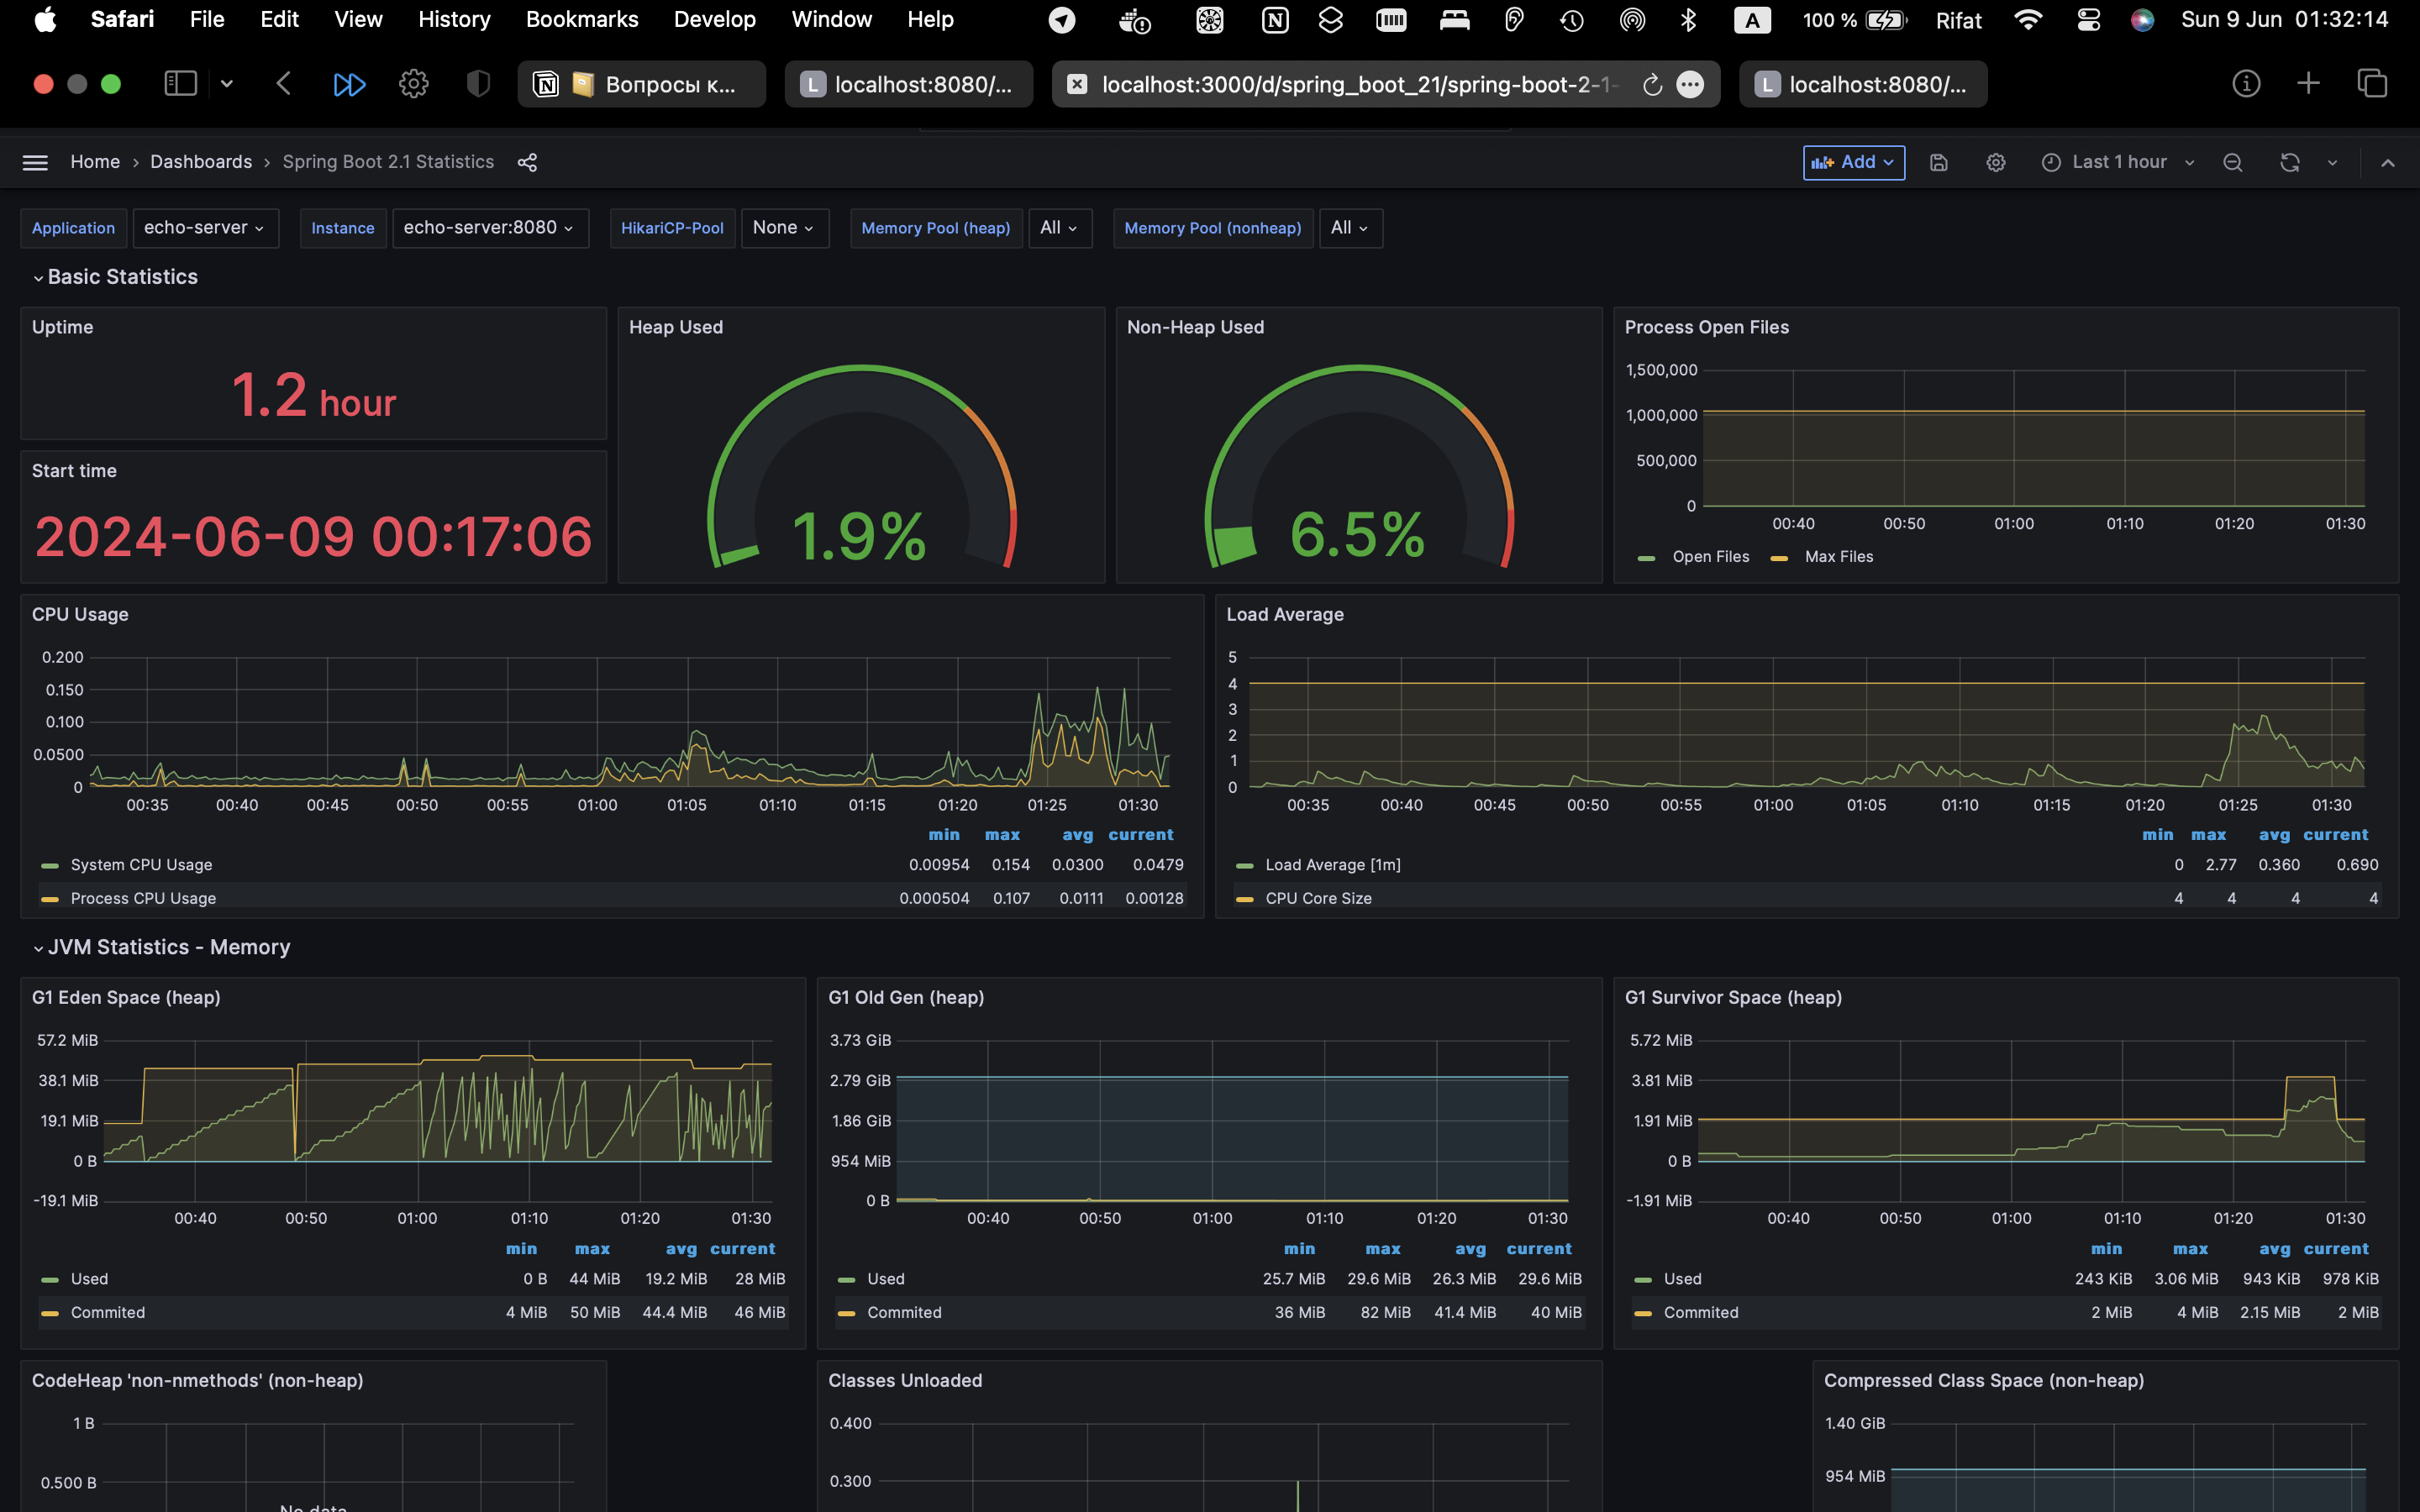 Safari File Edit View History Bookmarks Develop Window Help A 100 % Rifat Sun 9 Jun 01:32:14
Вопросы к... L localhost:8080/... localhost:3000/d/spring_boot_21/spring-boot-2-1- L localhost:8080/...
Home › Dashboards › Spring Boot 2.1 Statistics Add Last 1 hour
Application echo-server Instance echo-server:8080 HikariCP-Pool None Memory Pool (heap) All Memory Pool (nonheap) All
Basic Statistics
Uptime
1.2 hour
Start time
2024-06-09 00:17:06
Heap Used
1.9%
Non-Heap Used
6.5%
Process Open Files
1,500,000
1,000,000
500,000
0
00:40 00:50 01:00 01:10 01:20 01:30
Open Files Max Files
CPU Usage
0.200
0.150
0.100
0.0500
0
00:35 00:40 00:45 00:50 00:55 01:00 01:05 01:10 01:15 01:20 01:25 01:30
min max avg current
System CPU Usage 0.00954 0.154 0.0300 0.0479
Process CPU Usage 0.000504 0.107 0.0111 0.00128
Load Average
5
4
3
2
1
0
00:35 00:40 00:45 00:50 00:55 01:00 01:05 01:10 01:15 01:20 01:25 01:30
min max avg current
Load Average [1m] 0 2.77 0.360 0.690
CPU Core Size 4 4 4 4
JVM Statistics - Memory
G1 Eden Space (heap)
57.2 MiB
38.1 MiB
19.1 MiB
0 B
-19.1 MiB
00:40 00:50 01:00 01:10 01:20 01:30
min max avg current
Used 0 B 44 MiB 19.2 MiB 28 MiB
Commited 4 MiB 50 MiB 44.4 MiB 46 MiB
G1 Old Gen (heap)
3.73 GiB
2.79 GiB
1.86 GiB
954 MiB
0 B
00:40 00:50 01:00 01:10 01:20 01:30
min max avg current
Used 25.7 MiB 29.6 MiB 26.3 MiB 29.6 MiB
Commited 36 MiB 82 MiB 41.4 MiB 40 MiB
G1 Survivor Space (heap)
5.72 MiB
3.81 MiB
1.91 MiB
0 B
-1.91 MiB
00:40 00:50 01:00 01:10 01:20 01:30
min max avg current
Used 243 KiB 3.06 MiB 943 KiB 978 KiB
Commited 2 MiB 4 MiB 2.15 MiB 2 MiB
CodeHeap 'non-nmethods' (non-heap)
1 B
0.500 B
No data
Classes Unloaded
0.400
0.300
Compressed Class Space (non-heap)
1.40 GiB
954 MiB